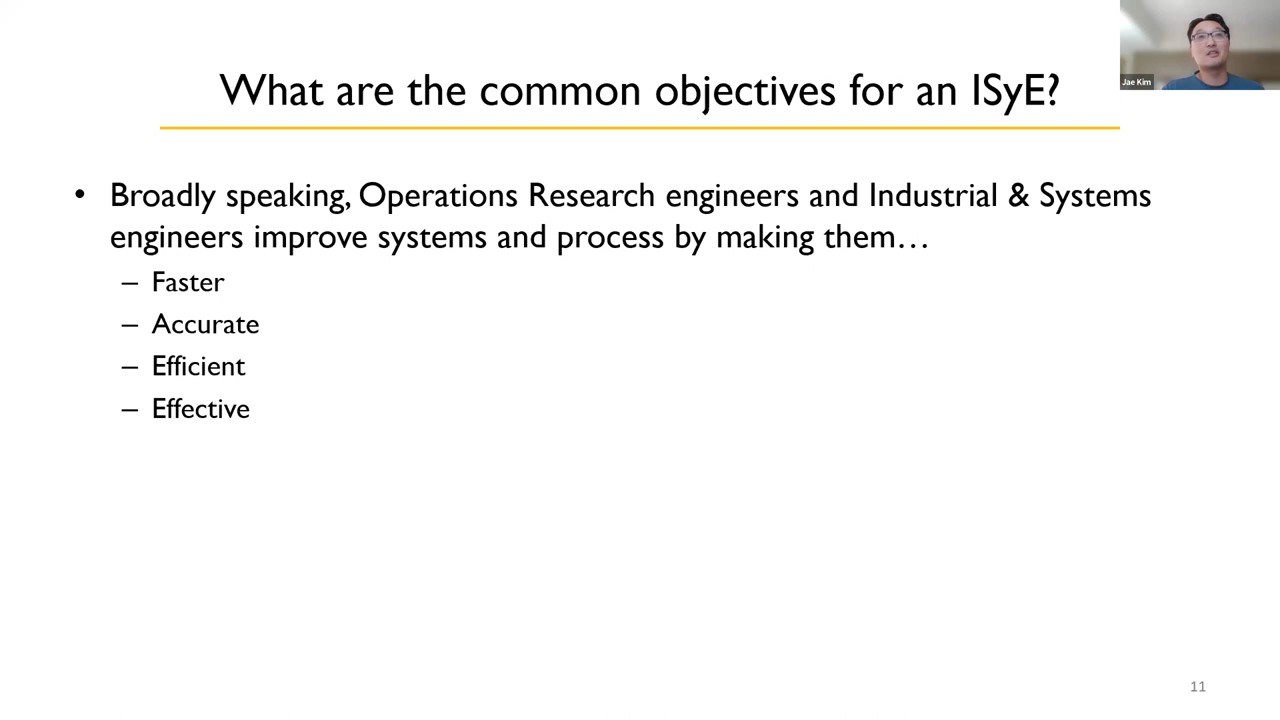 What are the common objectives for an ISyE?
Jae Kim
• Broadly speaking, Operations Research engineers and Industrial & Systems
engineers improve systems and process by making them…
– Faster
– Accurate
– Efficient
– Effective
11